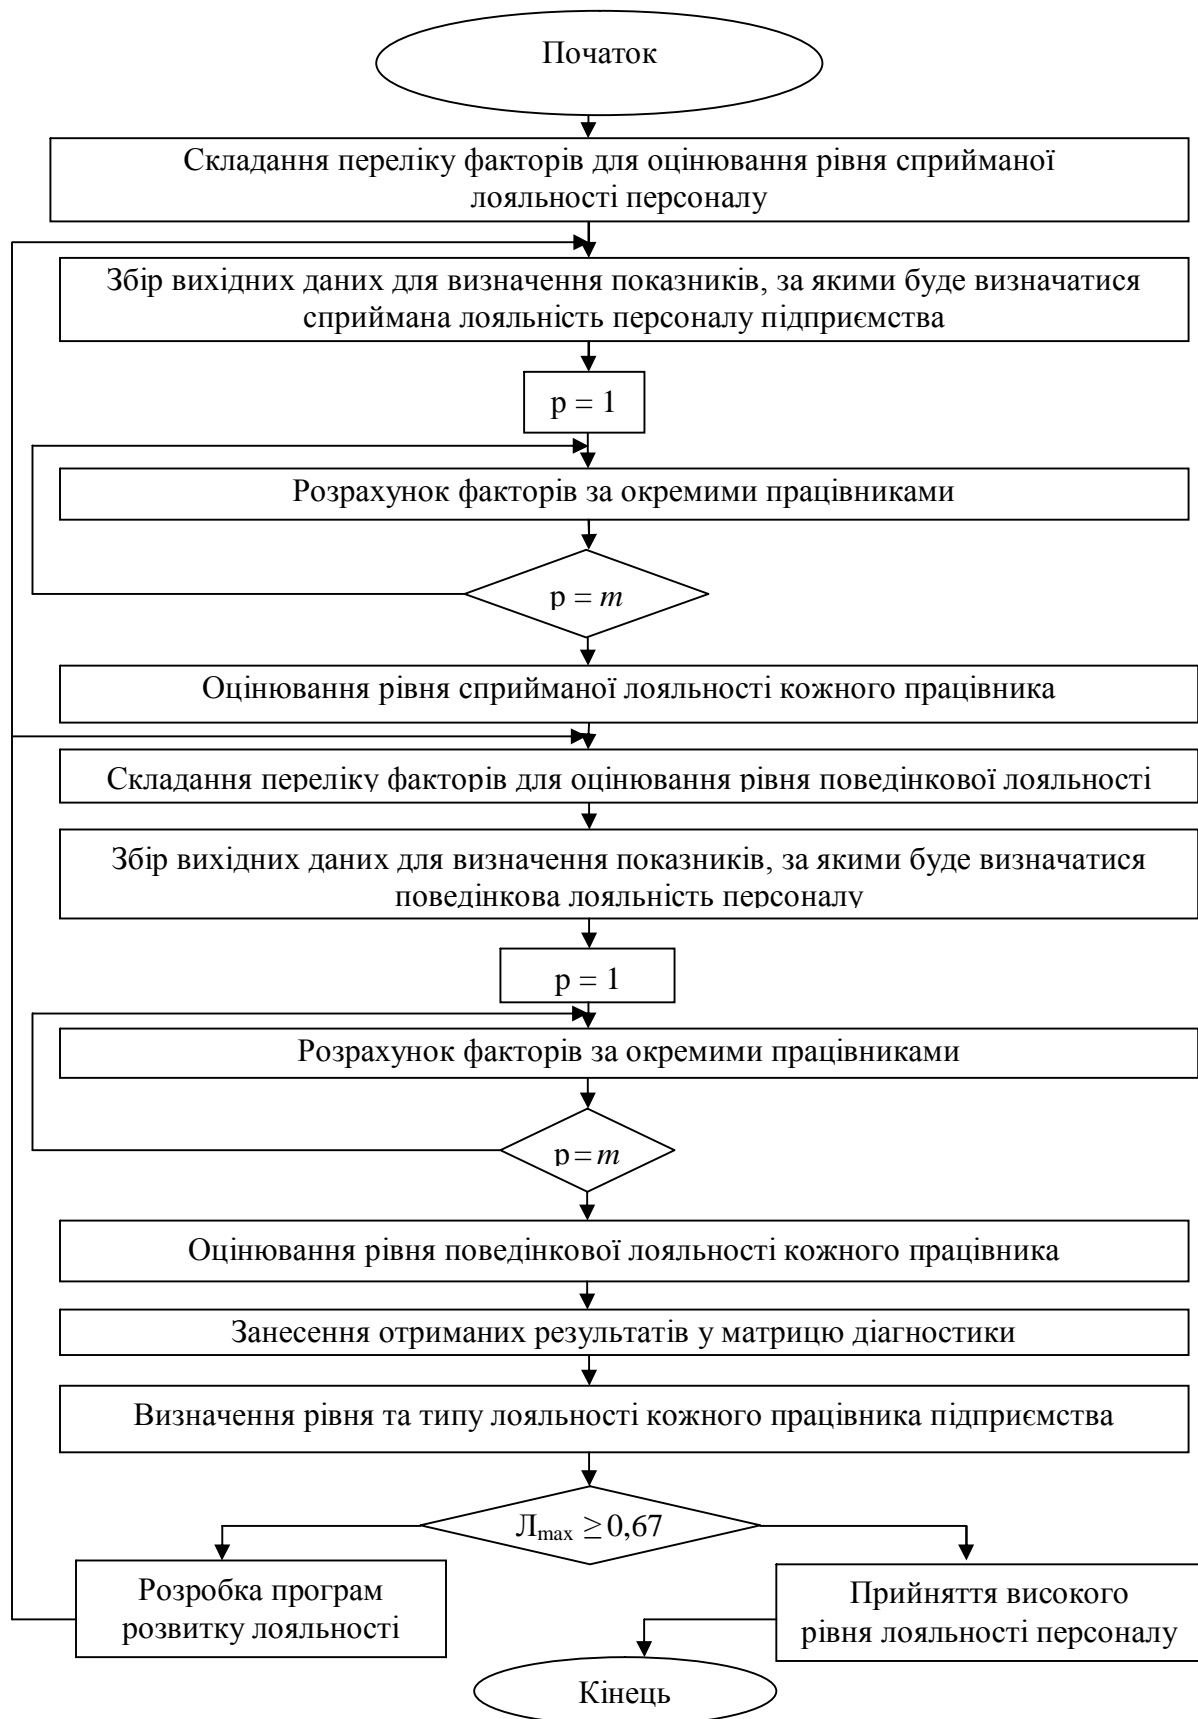 Початок
Складання переліку факторів для оцінювання рівня сприйманої
лояльності персоналу
Збір вихідних даних для визначення показників, за якими буде визначатися
сприймана лояльність персоналу підприємства
p = 1
Розрахунок факторів за окремими працівниками
p = m
Оцінювання рівня сприйманої лояльності кожного працівника
Складання переліку факторів для оцінювання рівня поведінкової лояльності
Збір вихідних даних для визначення показників, за якими буде визначатися
поведінкова лояльність персоналу
p = 1
Розрахунок факторів за окремими працівниками
p = m
Оцінювання рівня поведінкової лояльності кожного працівника
Занесення отриманих результатів у матрицю діагностики
Визначення рівня та типу лояльності кожного працівника підприємства
Лmax ≥ 0,67
Розробка програм
розвитку лояльності
Прийняття високого
рівня лояльності персоналу
Кінець